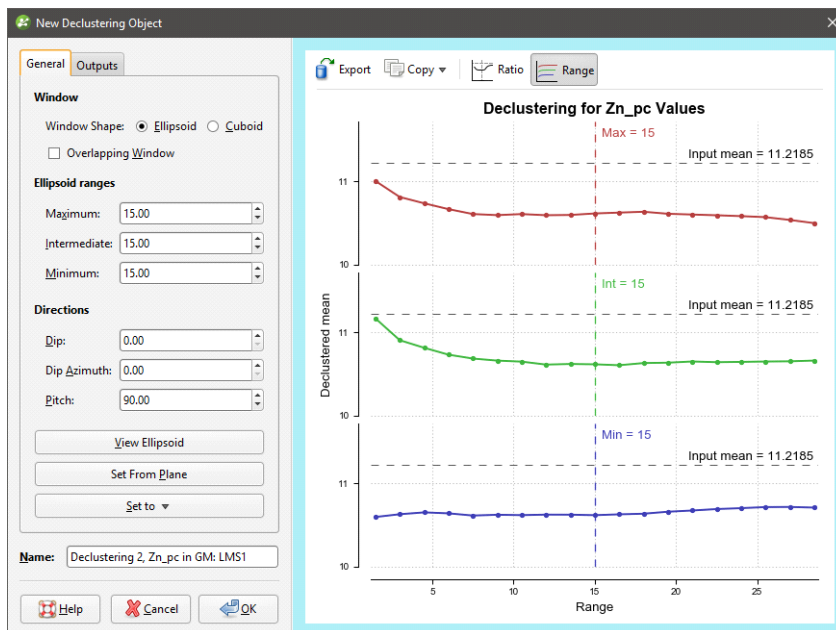 New Declustering Object
General Outputs
Window
Window Shape: Ellipsoid Cuboid
Overlapping Window
Ellipsoid ranges
Maximum: 15.00
Intermediate: 15.00
Minimum: 15.00
Directions
Dip: 0.00
Dip Azimuth: 0.00
Pitch: 90.00
View Ellipsoid
Set From Plane
Set to
Name: Declustering 2, Zn_pc in GM: LMS1
Help Cancel OK
Export Copy Ratio Range
Declustering for Zn_pc Values
Max = 15
Input mean = 11.2185
11
10
Int = 15
Input mean = 11.2185
11
10
Min = 15
Input mean = 11.2185
11
10
Declustered mean
5 10 15 20 25
Range